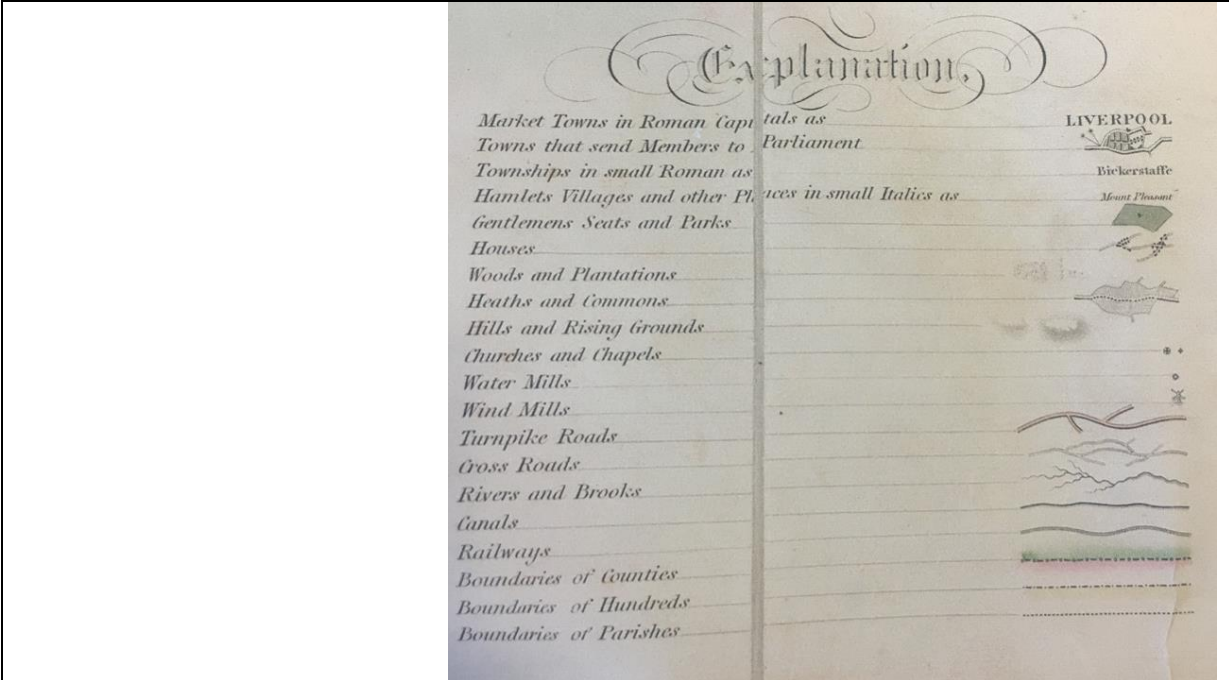 Explanation.
Market Towns in Roman Capitals as LIVERPOOL
Towns that send Members to Parliament
Townships in small Roman as Bickerstaffe
Hamlets Villages and other Places in small Italics as Mount Pleasant
Gentlemens Seats and Parks
Houses
Woods and Plantations
Heaths and Commons
Hills and Rising Grounds
Churches and Chapels
Water Mills
Wind Mills
Turnpike Roads
Cross Roads
Rivers and Brooks
Canals
Railways
Boundaries of Counties
Boundaries of Hundreds
Boundaries of Parishes